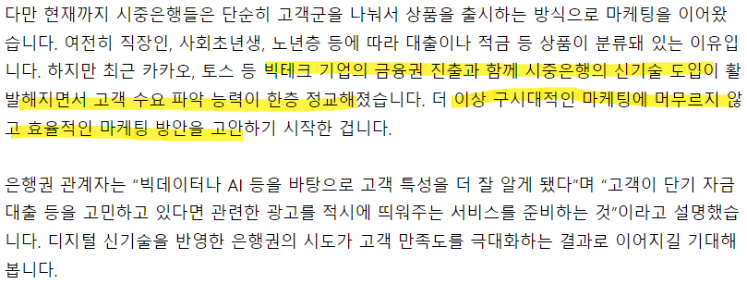 다만 현재까지 시중은행들은 단순히 고객군을 나눠서 상품을 출시하는 방식으로 마케팅을 이어왔
습니다. 여전히 직장인, 사회초년생, 노년층 등에 따라 대출이나 적금 등 상품이 분류돼 있는 이유입
니다. 하지만 최근 카카오, 토스 등 빅테크 기업의 금융권 진출과 함께 시중은행의 신기술 도입이 활
발해지면서 고객 수요 파악 능력이 한층 정교해졌습니다. 더 이상 구시대적인 마케팅에 머무르지 않
고 효율적인 마케팅 방안을 고안하기 시작한 겁니다.
은행권 관계자는 “빅데이터나 AI 등을 바탕으로 고객 특성을 더 잘 알게 됐다”며 “고객이 단기 자금
대출 등을 고민하고 있다면 관련한 광고를 적시에 띄워주는 서비스를 준비하는 것”이라고 설명했습
니다. 디지털 신기술을 반영한 은행권의 시도가 고객 만족도를 극대화하는 결과로 이어지길 기대해
봅니다.